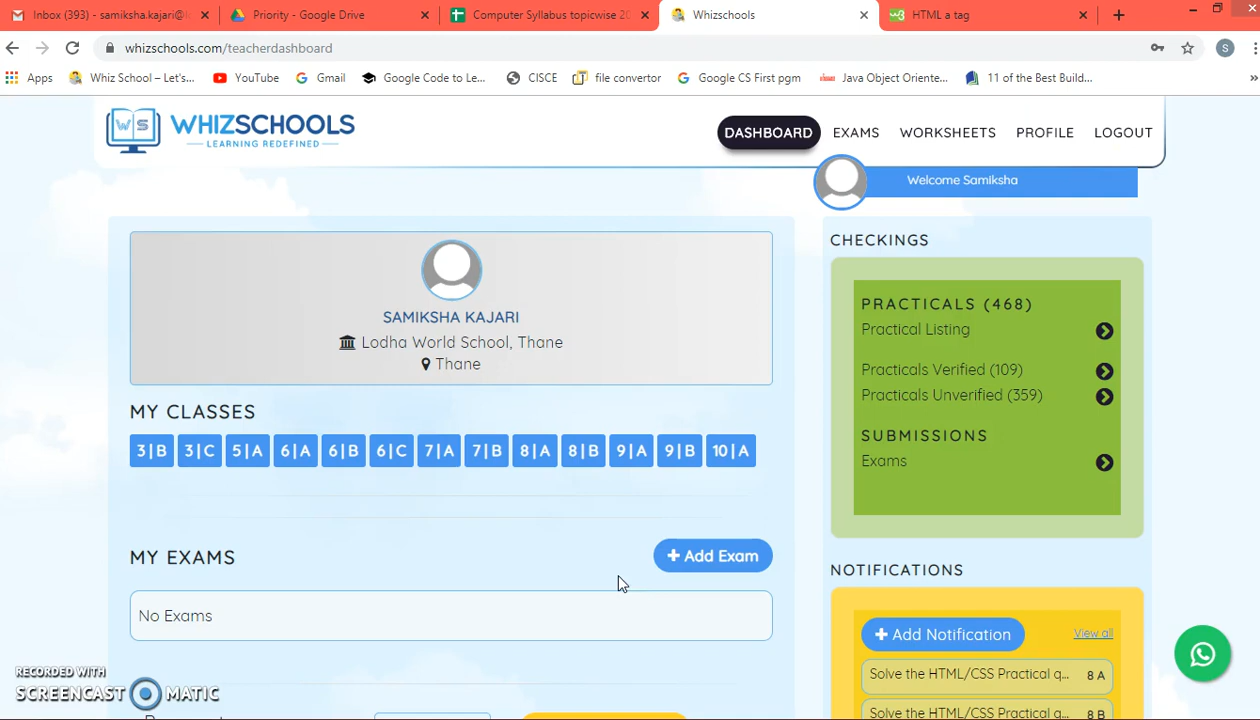 Inbox (393) - samiksha.kajari@l
Priority - Google Drive
Computer Syllabus topicwise 20
Whizschools
w3
HTML a tag
whizschools.com/teacherdashboard
S
Apps
Whiz School – Let's...
YouTube
Gmail
Google Code to Le...
CISCE
file convertor
Google CS First pgm
Java Object Oriente...
11 of the Best Build...
W S
WHIZSCHOOLS
LEARNING REDEFINED
DASHBOARD
EXAMS
WORKSHEETS
PROFILE
LOGOUT
Welcome Samiksha
SAMIKSHA KAJARI
Lodha World School, Thane
Thane
MY CLASSES
3|B
3|C
5|A
6|A
6|B
6|C
7|A
7|B
8|A
8|B
9|A
9|B
10|A
MY EXAMS
+ Add Exam
No Exams
CHECKINGS
PRACTICALS (468)
Practical Listing
Practicals Verified (109)
Practicals Unverified (359)
SUBMISSIONS
Exams
NOTIFICATIONS
+ Add Notification
View all
Solve the HTML/CSS Practical q... 8 A
Solve the HTML/CSS Practical q... 8 B
RECORDED WITH
SCREENCAST MATIC